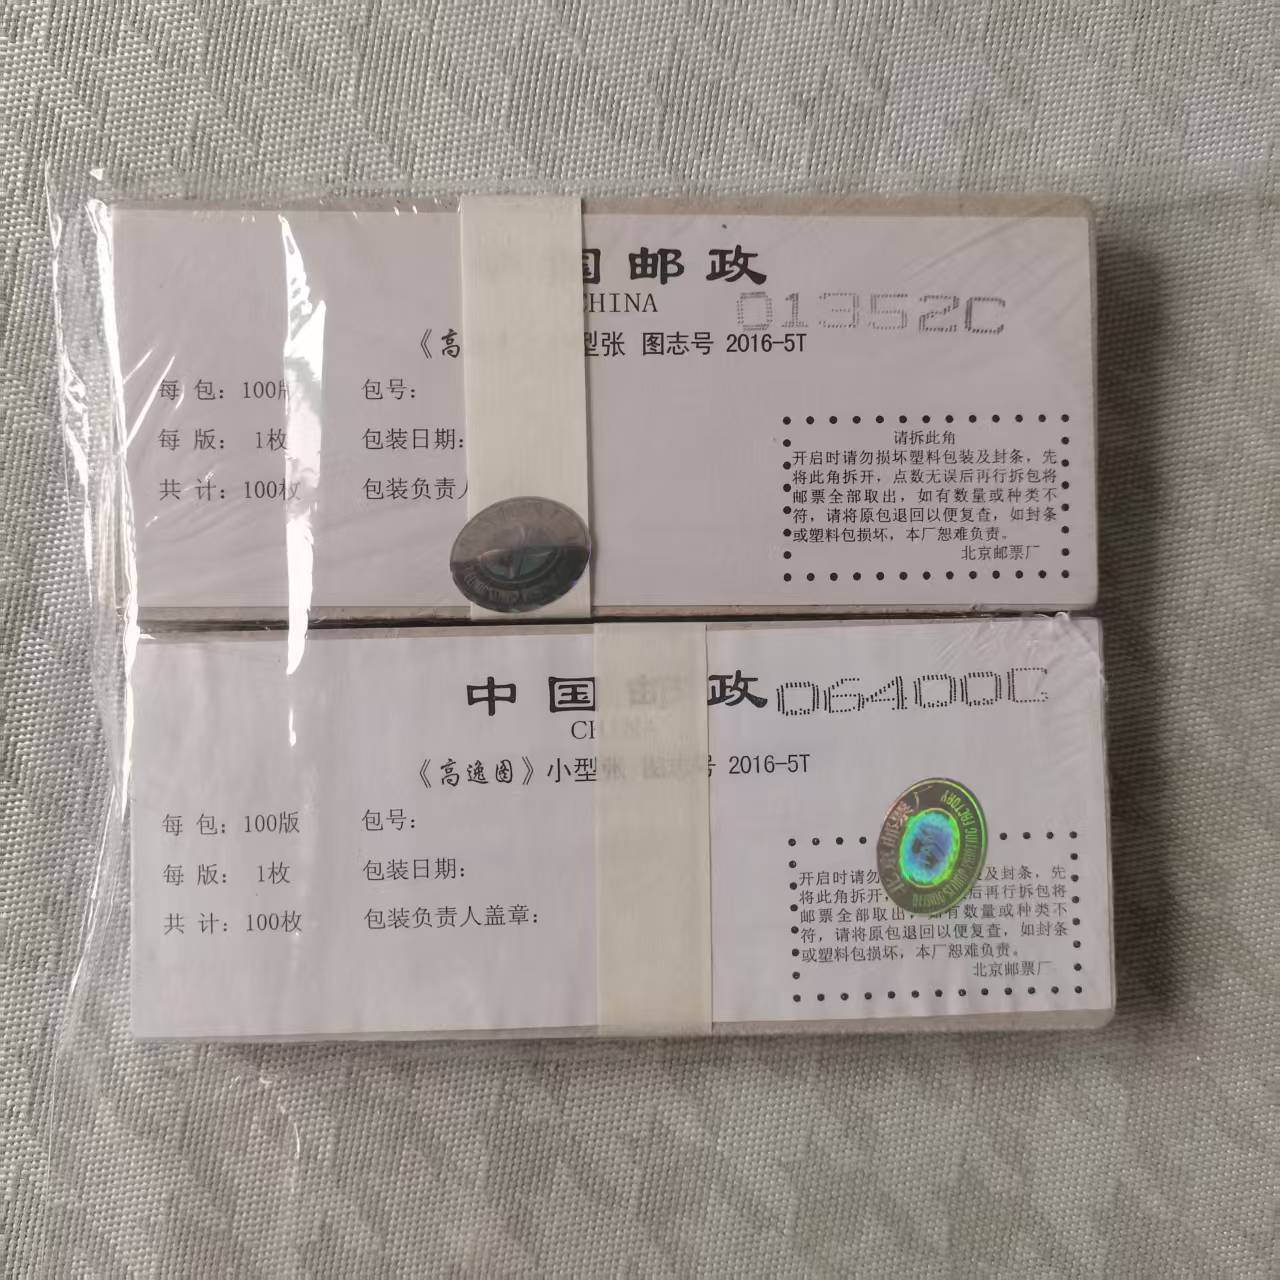 国邮政
CHINA
01352C
《高
型张 图志号 2016-5T
每 包：100版
包号：
每 版： 1枚
包装日期：
共 计：100枚
包装负责人
请拆此角
开启时请勿损坏塑料包装及封条，先
将此角拆开，点数无误后再行拆包将
邮票全部取出，如有数量或种类不
符，请将原包退回以便复查，如封条
或塑料包损坏，本厂恕难负责。
北京邮票厂
中国邮政
06400C
《高逸图》小型张 图志号 2016-5T
每 包：100版
包号：
每 版： 1枚
包装日期：
共 计：100枚
包装负责人盖章：
开启时请勿
及封条，先
将此角拆开，
后再行拆包将
邮票全部取出，如有数量或种类不
符，请将原包退回以便复查，如封条
或塑料包损坏，本厂恕难负责。
北京邮票厂